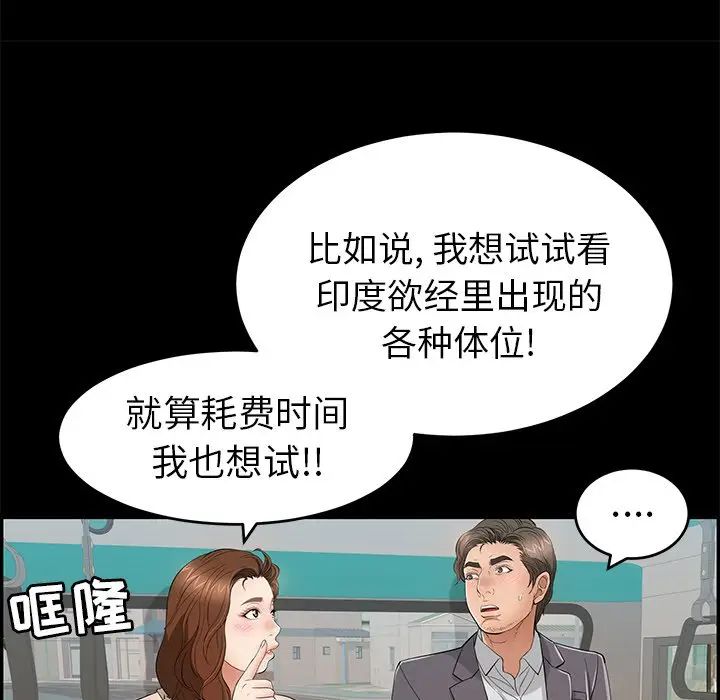 比如说, 我想试试看
印度欲经里出现的
各种体位!
就算耗费时间
我也想试!!
....
哐隆